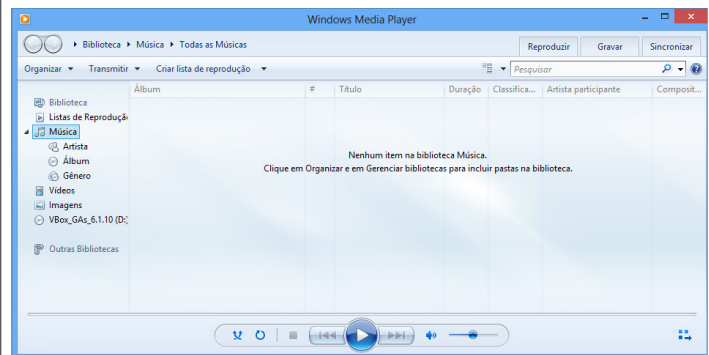 Windows Media Player
Biblioteca Música Todas as Músicas
Reproduzir Gravar Sincronizar
Organizar Transmitir Criar lista de reprodução Pesquisar
Álbum # Título Duração Classifica... Artista participante Composit...
Biblioteca
Listas de Reproduçã
Música
Artista
Álbum
Gênero
Vídeos
Imagens
VBox_GAs_6.1.10 (D:)
Outras Bibliotecas
Nenhum item na biblioteca Música.
Clique em Organizar e em Gerenciar bibliotecas para incluir pastas na biblioteca.